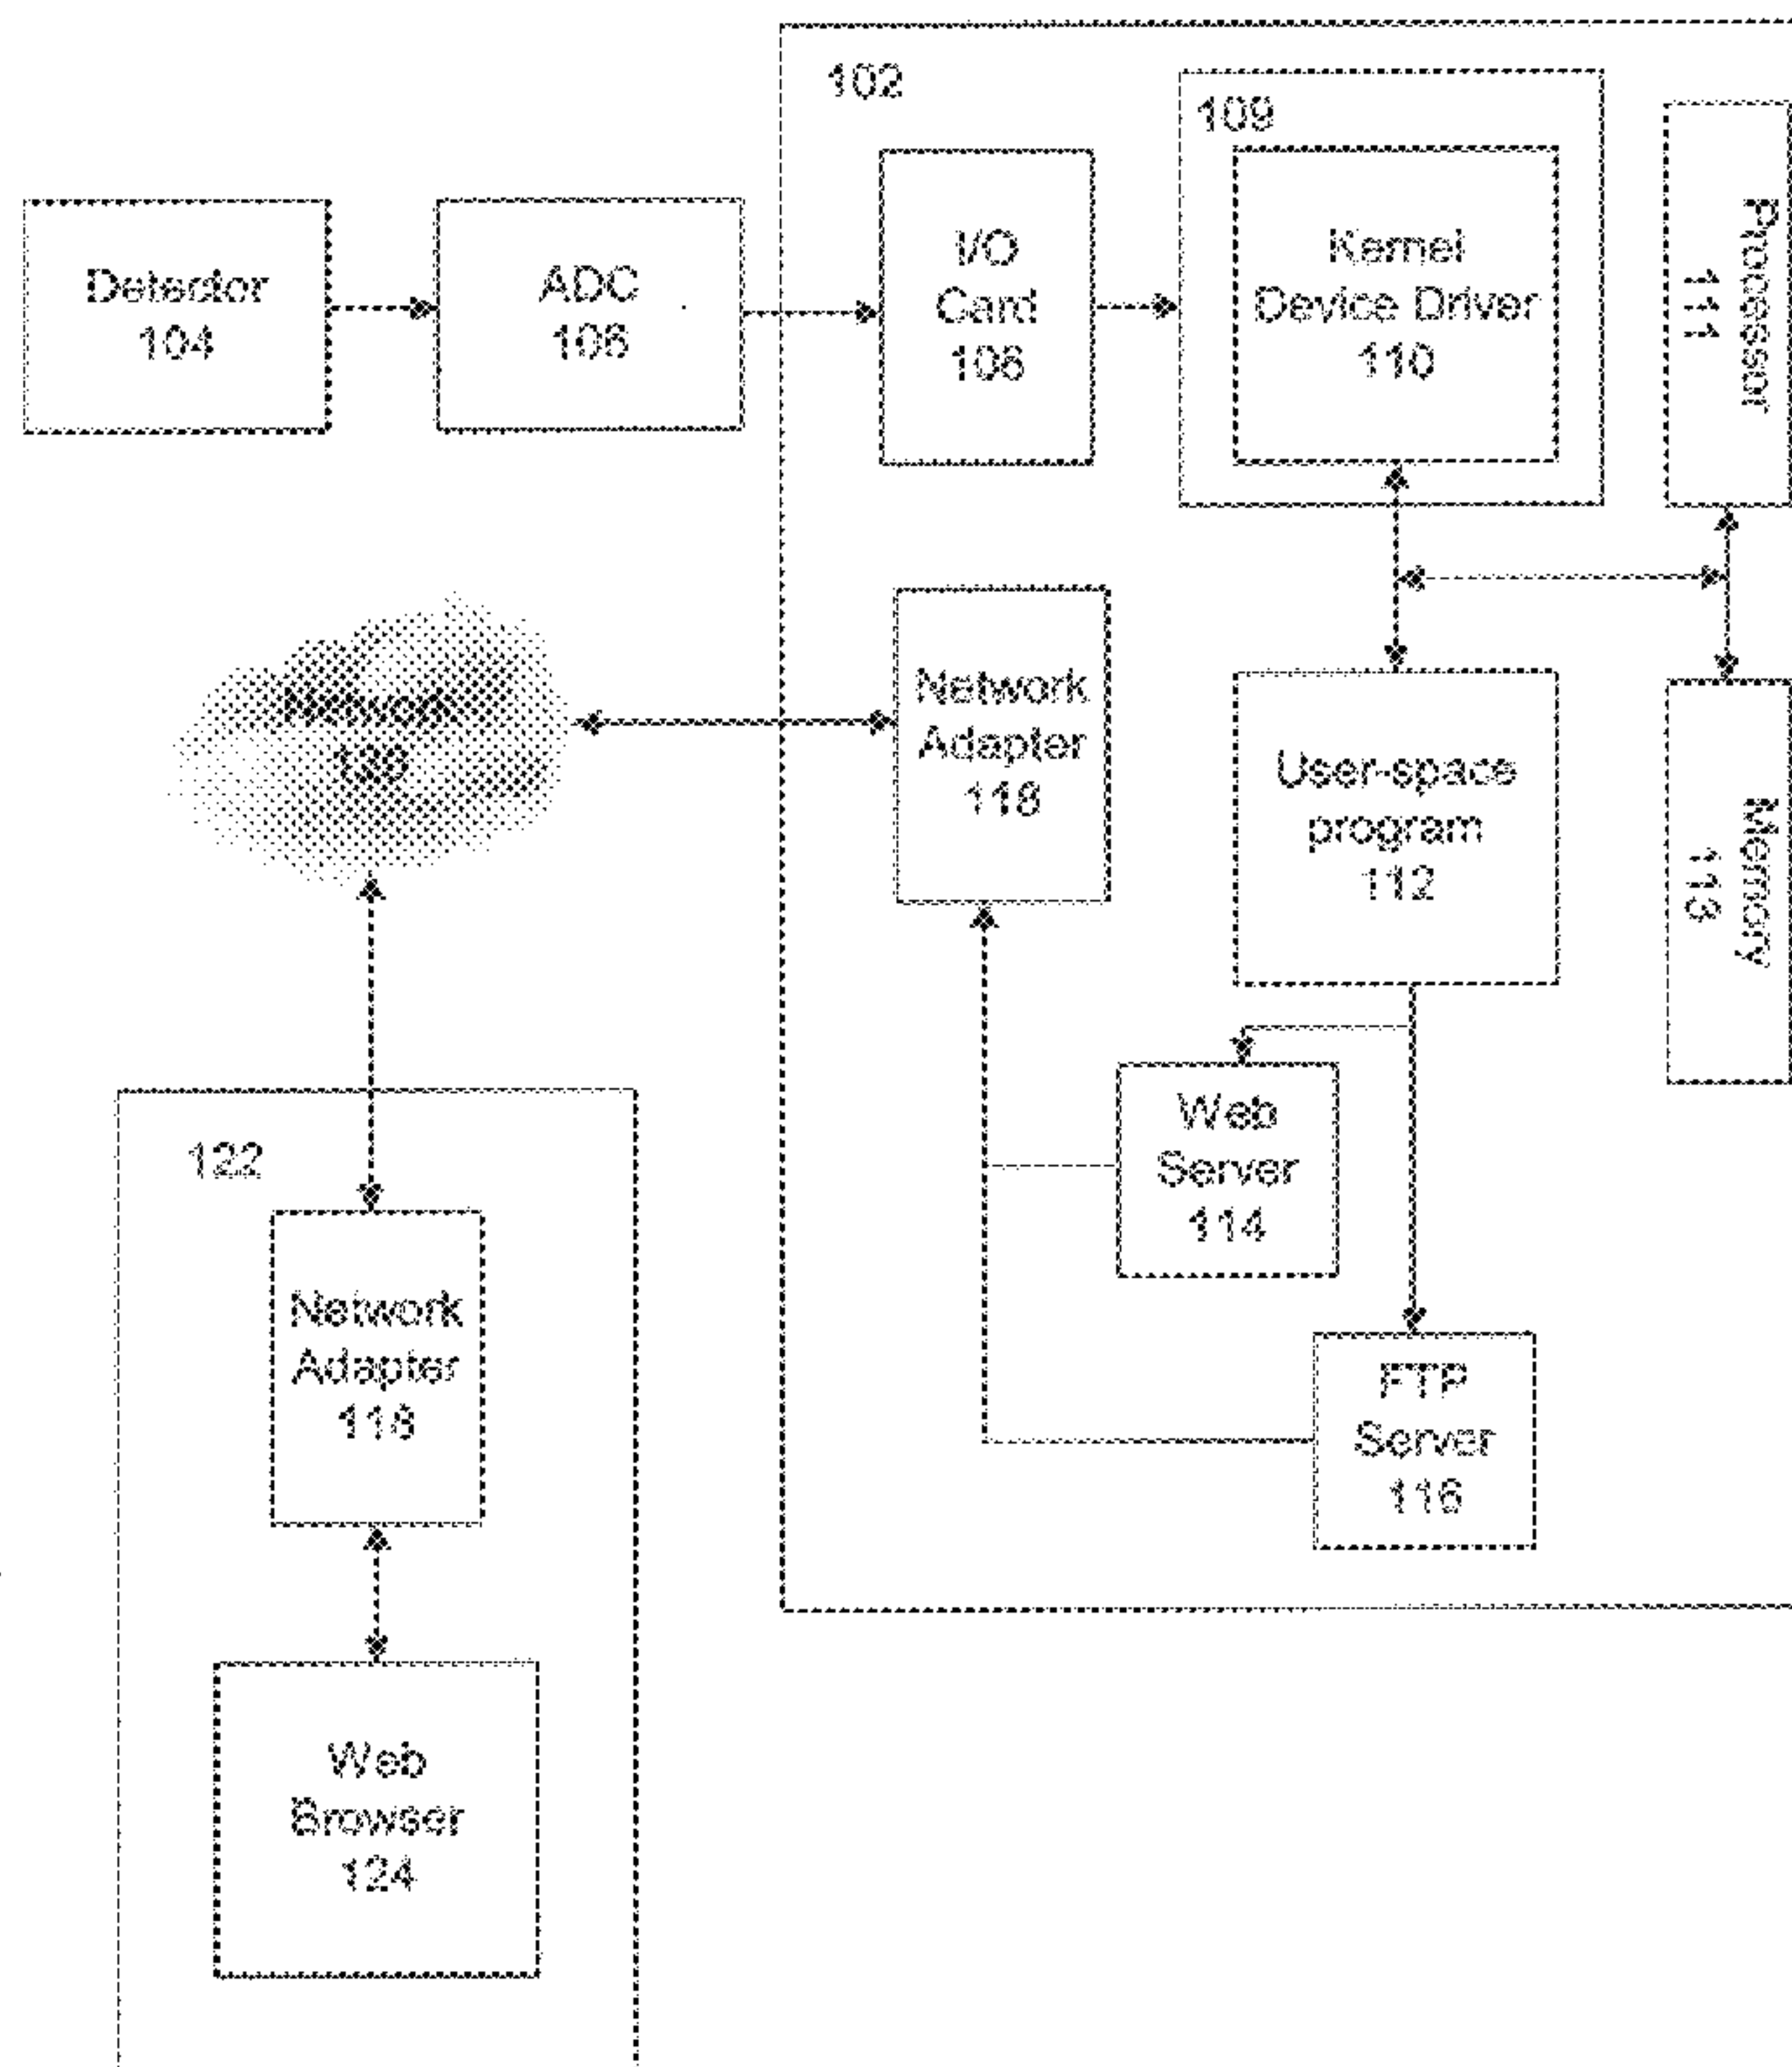 102
109
Detector
104
ADC
106
I/O
Card
108
Kernel
Device Driver
110
Processor
111
Network
Network
Adapter
118
User-space
program
112
Memory
113
122
Web
Server
114
Network
Adapter
118
FTP
Server
116
Web
Browser
124